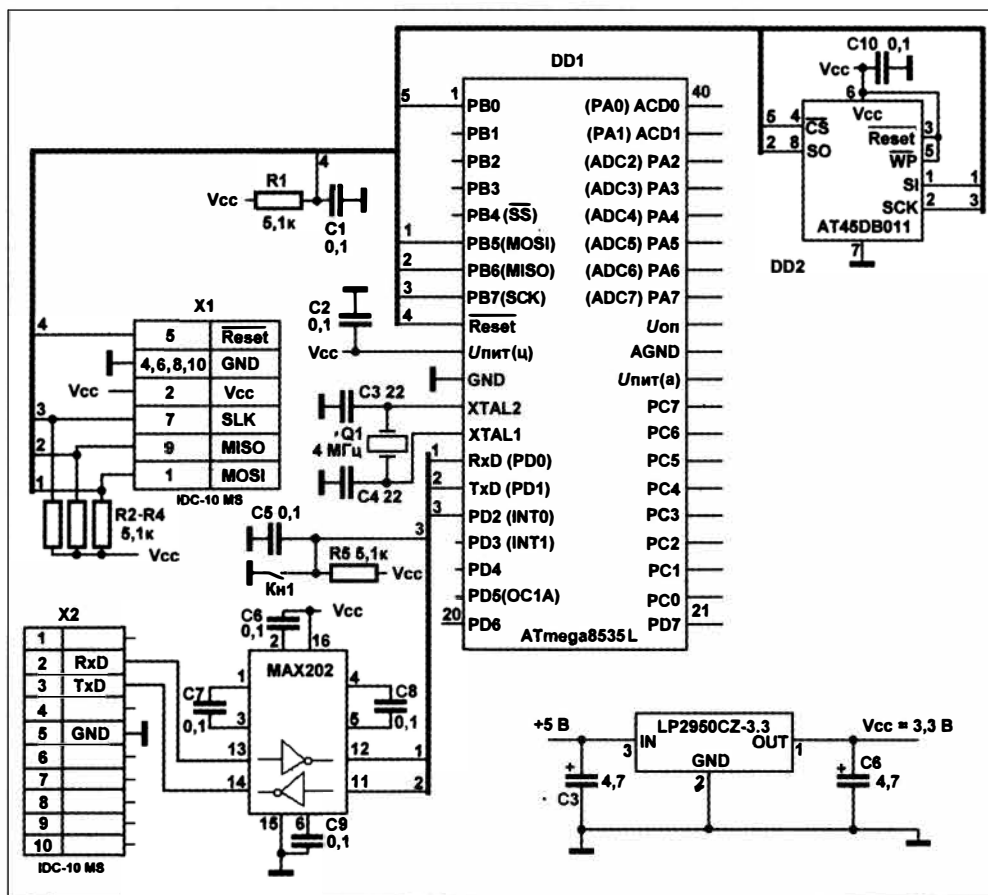 DD1
C10 0,1
Vcc
6
Vcc
5 4 CS
2 8 SO
Reset 3
WP 5
SI 1 1
SCK 2 3
AT45DB011
7
DD2
5 1 PB0
PB1
PB2
PB3
PB4 (SS)
1 PB5(MOSI)
2 PB6(MISO)
3 PB7(SCK)
4 Reset
Uпит(ц)
GND
XTAL2
XTAL1
1 RxD (PD0)
2 TxD (PD1)
3 PD2 (INT0)
PD3 (INT1)
PD4
PD5(OC1A)
20 PD6
(PA0) ACD0 40
(PA1) ACD1
(ADC2) PA2
(ADC3) PA3
(ADC4) PA4
(ADC5) PA5
(ADC6) PA6
(ADC7) PA7
Uоп
AGND
Uпит(а)
PC7
PC6
PC5
PC4
PC3
PC2
PC1
PC0
PD7 21
ATmega8535L
4
R1
Vcc
5,1к
C1
0,1
C2
0,1
Vcc
C3 22
Q1
4 МГц
C4 22
X1
4 5 Reset
4,6,8,10 GND
Vcc 2 Vcc
3 7 SLK
2 9 MISO
1 1 MOSI
IDC-10 MS
R2-R4
5,1к
Vcc
C5 0,1
3
R5 5,1к
Vcc
Кн1
X2
1
2 RxD
3 TxD
4
5 GND
6
7
8
9
10
IDC-10 MS
C6
0,1
Vcc
2 16
MAX202
1 4
C7
0,1
C8
0,1
3 5
13 12 1
14 11 2
15 6
C9
0,1
LP2950CZ-3.3
+5 В
3 IN
OUT 1
Vcc = 3,3 В
GND
2
+
4,7
C3
+
C6
4,7